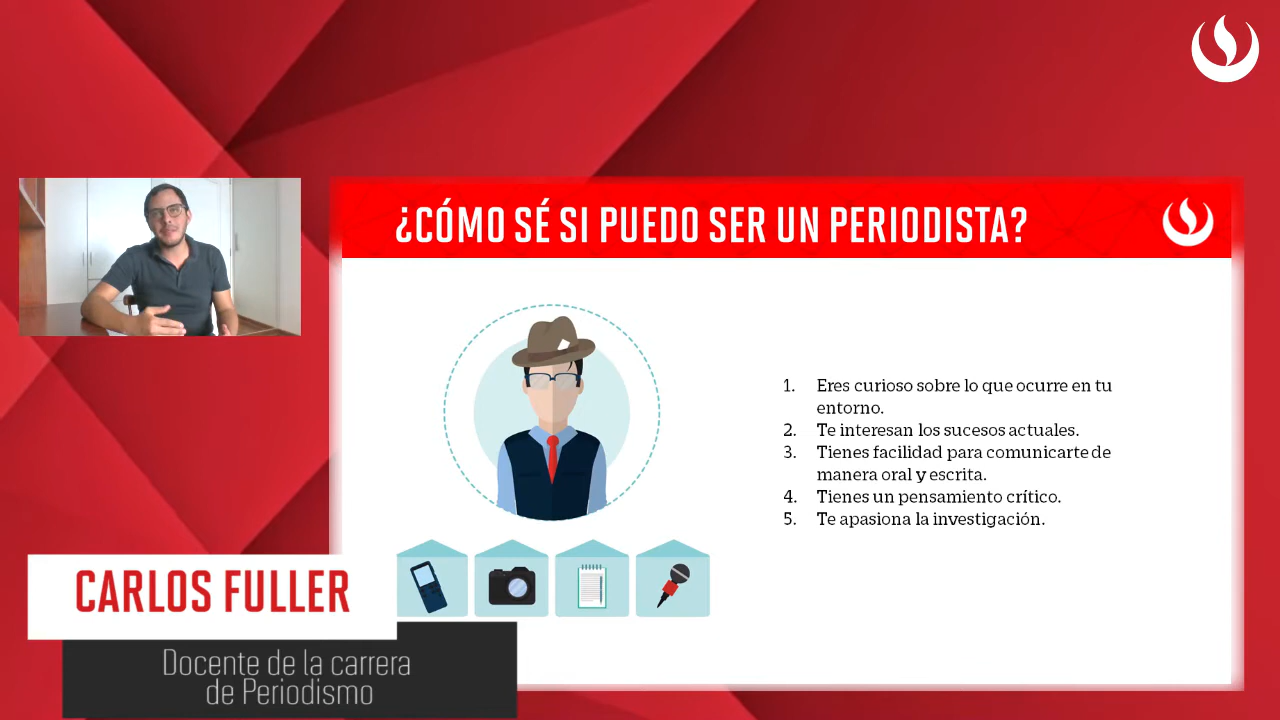 ¿CÓMO SÉ SI PUEDO SER UN PERIODISTA?
1. Eres curioso sobre lo que ocurre en tu
entorno.
2. Te interesan los sucesos actuales.
3. Tienes facilidad para comunicarte de
manera oral y escrita.
4. Tienes un pensamiento crítico.
5. Te apasiona la investigación.
CARLOS FULLER
Docente de la carrera
de Periodismo